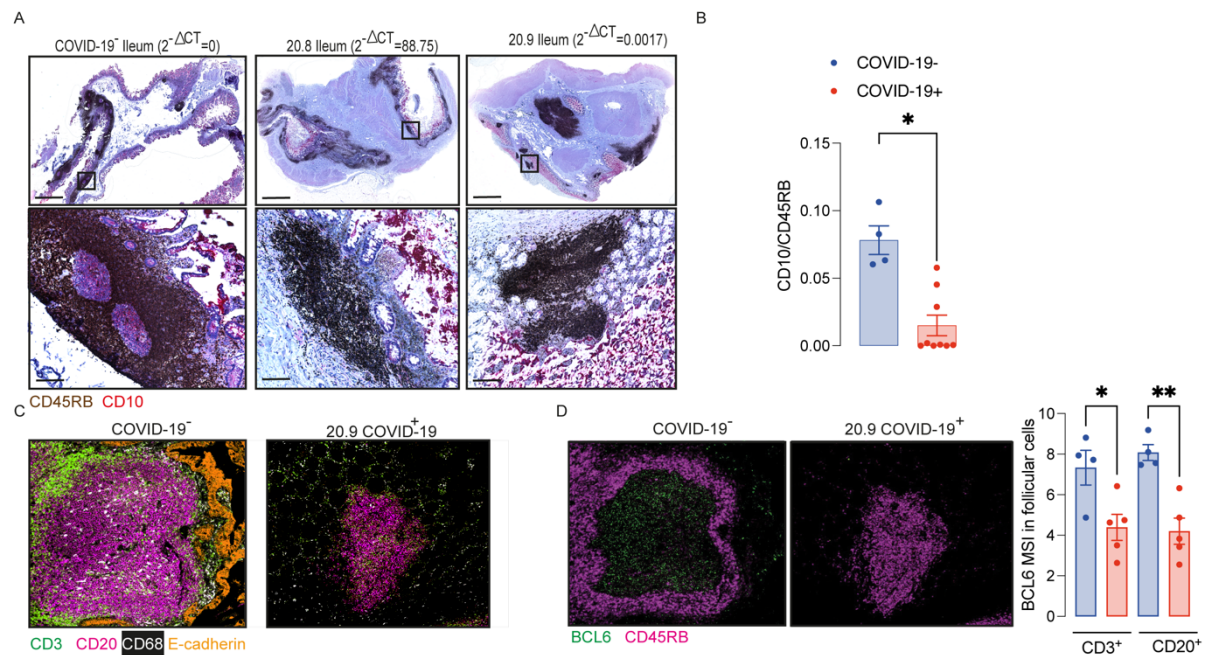 A
COVID-19⁻ Ileum (2^-ΔCT=0)
20.8 Ileum (2^-ΔCT=88.75)
20.9 Ileum (2^-ΔCT=0.0017)
CD45RB CD10
B
COVID-19-
COVID-19+
*
0.15
0.10
0.05
0.00
CD10/CD45RB
C
COVID-19⁻
20.9 COVID-19⁺
CD3 CD20 CD68 E-cadherin
D
COVID-19⁻
20.9 COVID-19⁺
BCL6 CD45RB
* **
10
8
6
4
2
0
BCL6 MSI in follicular cells
CD3⁺ CD20⁺